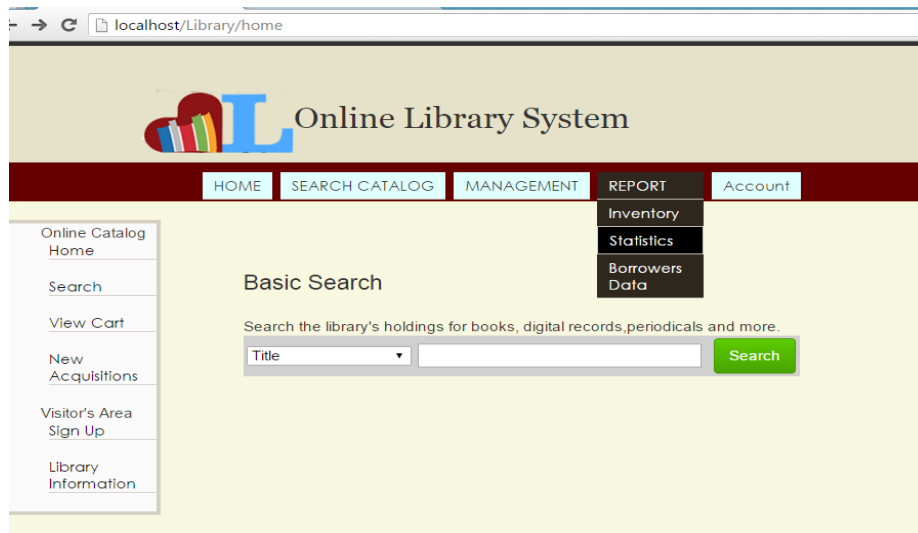 localhost/Library/home
L Online Library System
HOME SEARCH CATALOG MANAGEMENT REPORT Account
Inventory
Statistics
Borrowers
Data
Online Catalog
Home
Search
View Cart
New
Acquisitions
Visitor's Area
Sign Up
Library
Information
Basic Search
Search the library's holdings for books, digital records,periodicals and more.
Title Search